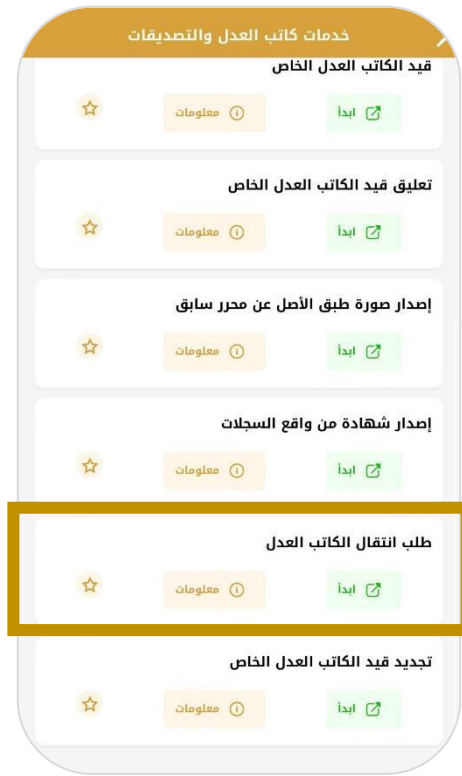 خدمات كاتب العدل والتصديقات
قيد الكاتب العدل الخاص
ابدأ معلومات
تعليق قيد الكاتب العدل الخاص
ابدأ معلومات
إصدار صورة طبق الأصل عن محرر سابق
ابدأ معلومات
إصدار شهادة من واقع السجلات
ابدأ معلومات
طلب انتقال الكاتب العدل
ابدأ معلومات
تجديد قيد الكاتب العدل الخاص
ابدأ معلومات